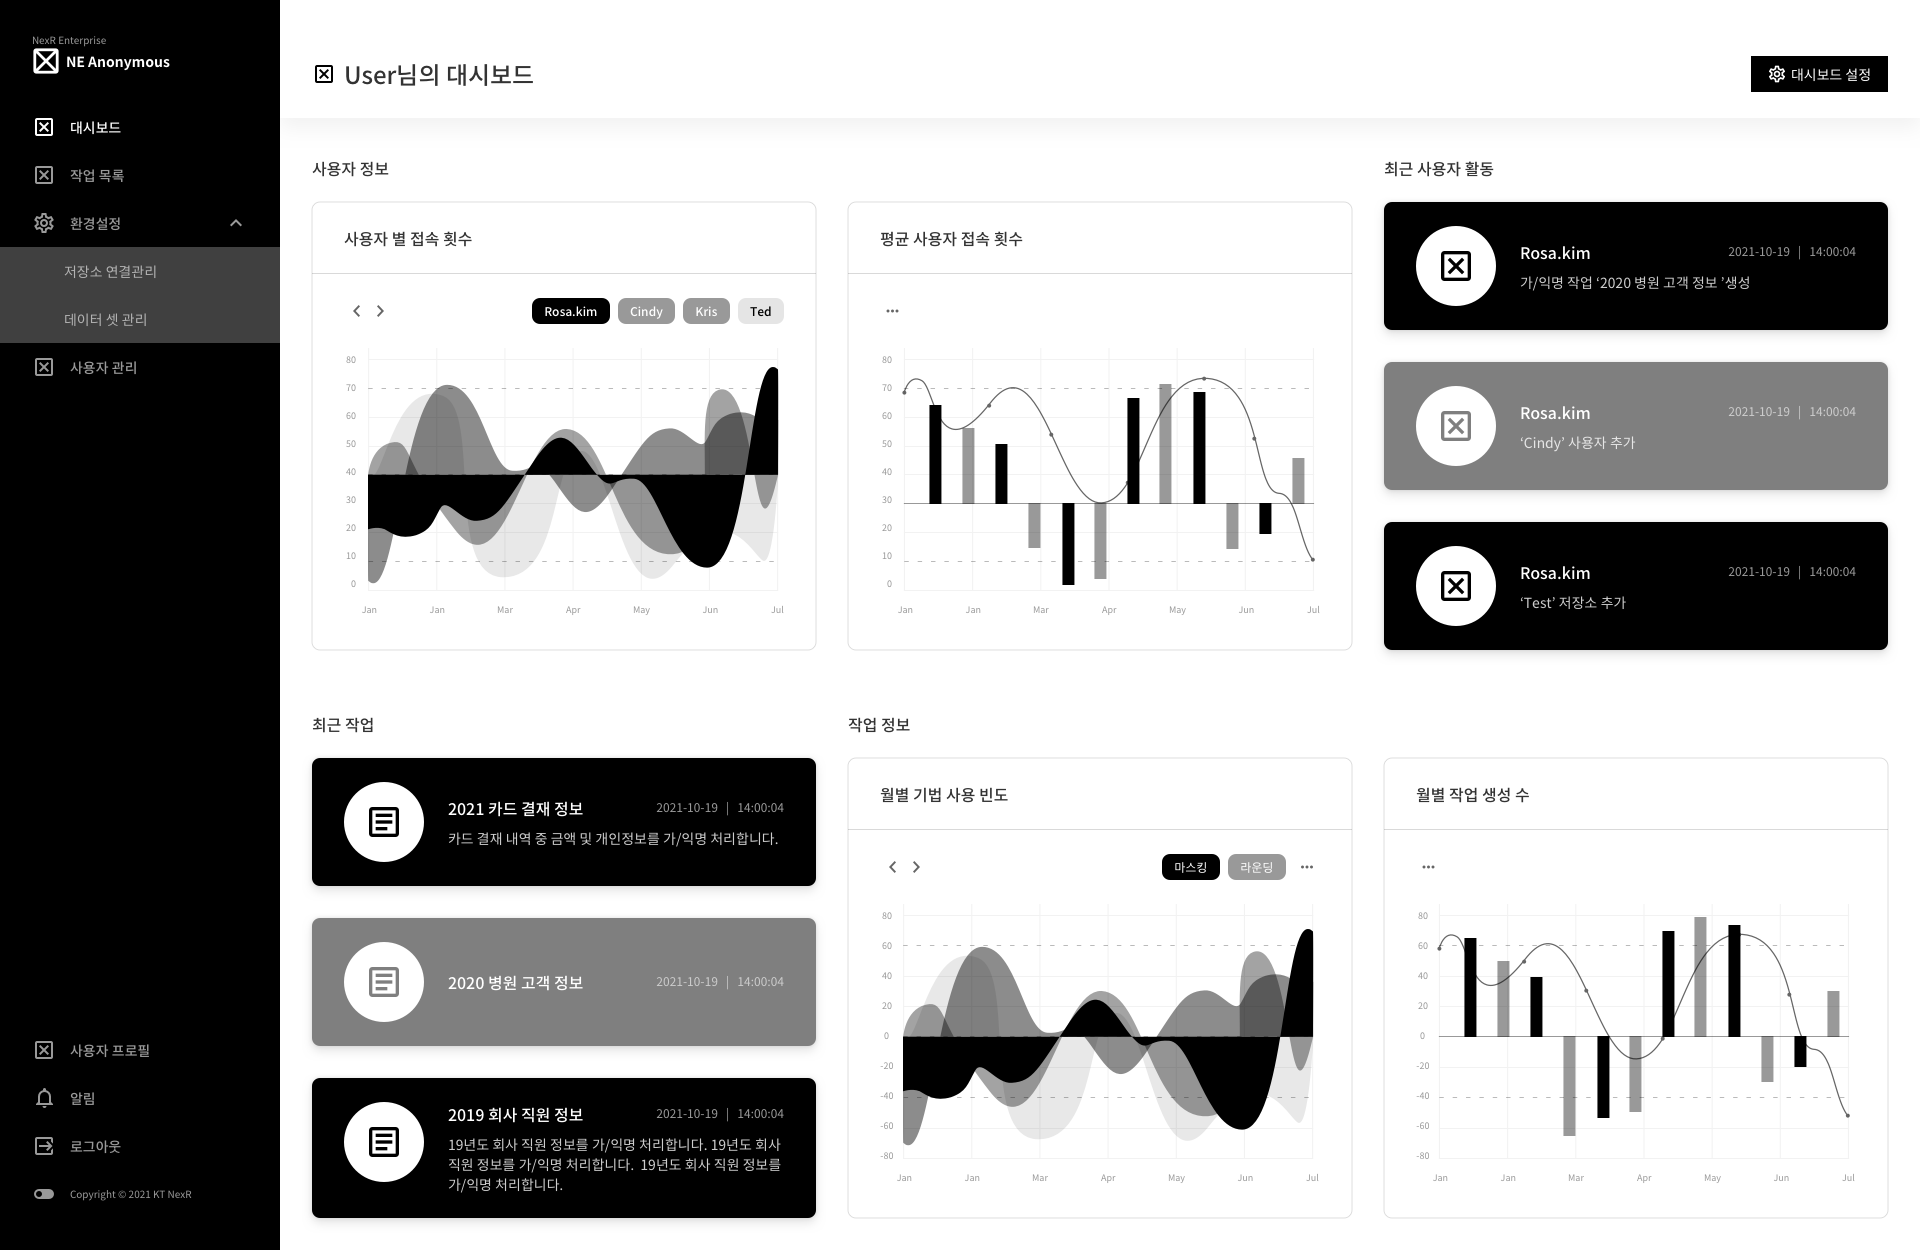 NexR Enterprise
NE Anonymous
대시보드
작업 목록
환경설정
저장소 연결관리
데이터 셋 관리
사용자 관리
사용자 프로필
알림
로그아웃
Copyright © 2021 KT NexR
User님의 대시보드
대시보드 설정
사용자 정보
사용자 별 접속 횟수
Rosa.kim Cindy Kris Ted
80
70
60
50
40
30
20
10
0
Jan Jan Mar Apr May Jun Jul
평균 사용자 접속 횟수
80
70
60
50
40
30
20
10
0
Jan Jan Mar Apr May Jun Jul
최근 사용자 활동
Rosa.kim 2021-10-19 | 14:00:04
가/익명 작업 ‘2020 병원 고객 정보 ’생성
Rosa.kim 2021-10-19 | 14:00:04
‘Cindy’ 사용자 추가
Rosa.kim 2021-10-19 | 14:00:04
‘Test’ 저장소 추가
최근 작업
2021 카드 결재 정보 2021-10-19 | 14:00:04
카드 결재 내역 중 금액 및 개인정보를 가/익명 처리합니다.
2020 병원 고객 정보 2021-10-19 | 14:00:04
2019 회사 직원 정보 2021-10-19 | 14:00:04
19년도 회사 직원 정보를 가/익명 처리합니다. 19년도 회사
직원 정보를 가/익명 처리합니다.  19년도 회사 직원 정보를
가/익명 처리합니다.
작업 정보
월별 기법 사용 빈도
마스킹 라운딩
80
60
40
20
0
-20
-40
-60
-80
Jan Jan Mar Apr May Jun Jul
월별 작업 생성 수
80
60
40
20
0
-20
-40
-60
-80
Jan Jan Mar Apr May Jun Jul